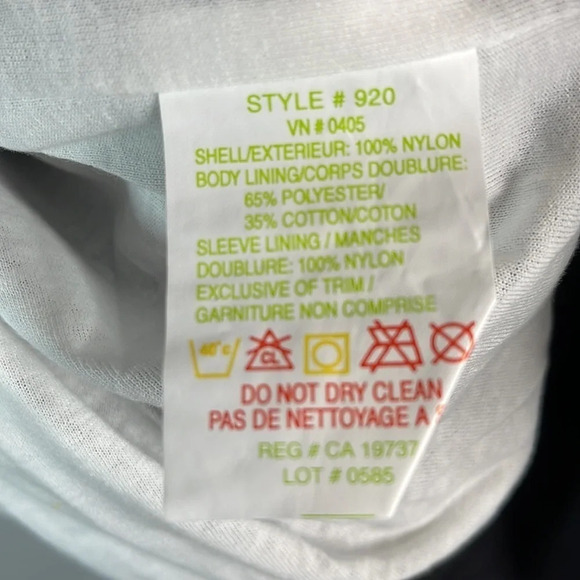 STYLE # 920
VN # 0405
SHELL/EXTERIEUR: 100% NYLON
BODY LINING/CORPS DOUBLURE:
65% POLYESTER/
35% COTTON/COTON
SLEEVE LINING / MANCHES
DOUBLURE: 100% NYLON
EXCLUSIVE OF TRIM /
GARNITURE NON COMPRISE
40°C CL
DO NOT DRY CLEAN
PAS DE NETTOYAGE A
REG # CA 19737
LOT # 0585